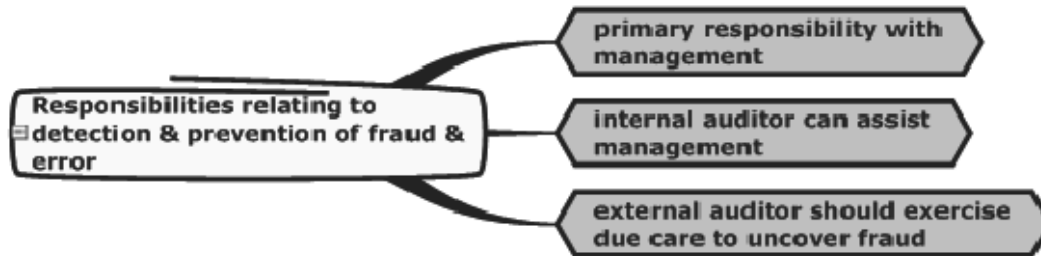 Responsibilities relating to
detection & prevention of fraud &
error
primary responsibility with
management
internal auditor can assist
management
external auditor should exercise
due care to uncover fraud